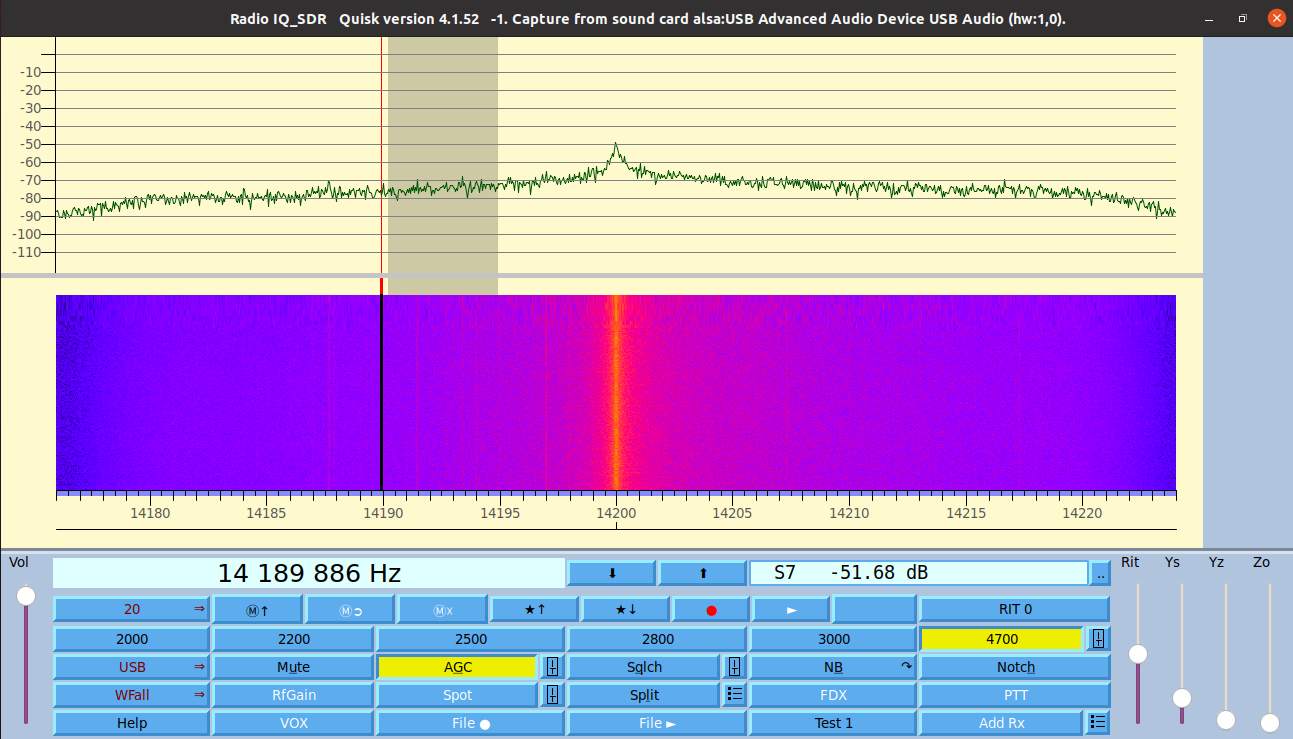 Radio IQ_SDR   Quisk version 4.1.52   -1. Capture from sound card alsa:USB Advanced Audio Device USB Audio (hw:1,0).
-10
-20
-30
-40
-50
-60
-70
-80
-90
-100
-110
14180 14185 14190 14195 14200 14205 14210 14215 14220
Vol 14 189 886 Hz ⬇ ⬆ S7 -51.68 dB .. Rit Ys Yz Zo
20 ⇒ Ⓜ↑ Ⓜ➲ Ⓜx ★↑ ★↓ ● ► RIT 0
2000 2200 2500 2800 3000 4700
USB ⇒ Mute AGC Sqlch NB ↷ Notch
WFall ⇒ RfGain Spot Split FDX PTT
Help VOX File ● File ► Test 1 Add Rx